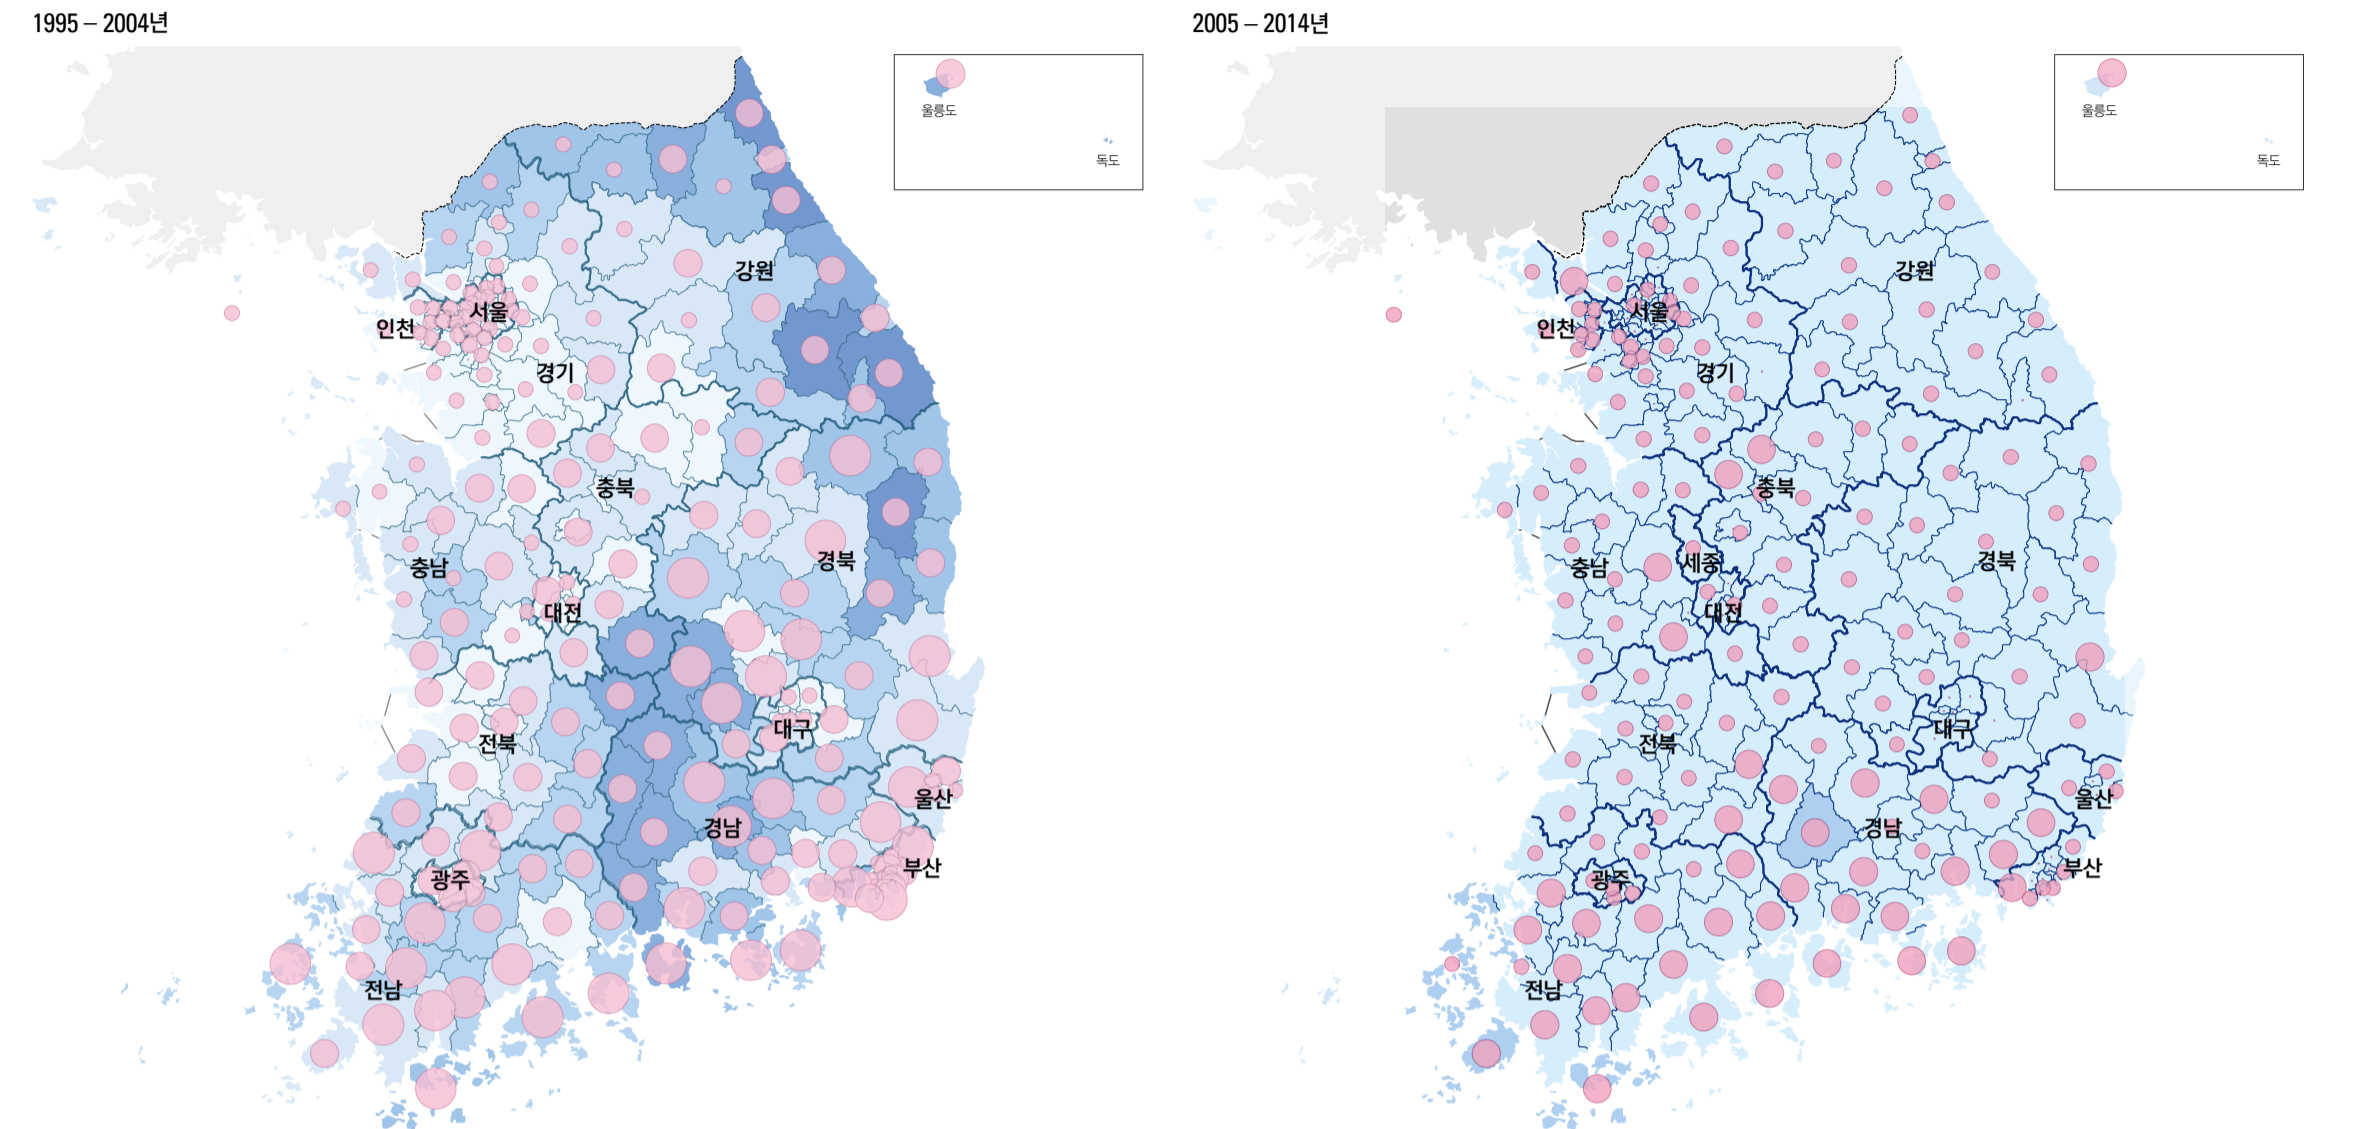 1995 – 2004년
울릉도
독도
강원
서울
인천
경기
충북
경북
충남
대전
대구
전북
울산
경남
부산
광주
전남
2005 – 2014년
울릉도
독도
강원
서울
인천
경기
충북
경북
세종
충남
대전
대구
전북
울산
경남
부산
광주
전남